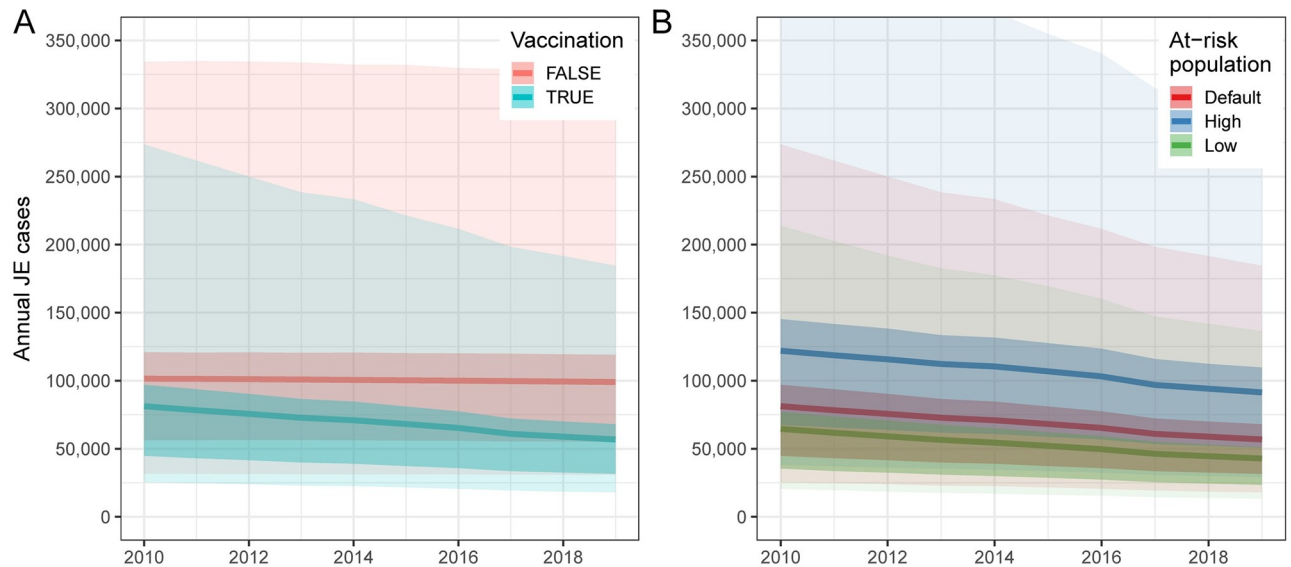 A
Annual JE cases
350,000
300,000
250,000
200,000
150,000
100,000
50,000
0
2010
2012
2014
2016
2018
Vaccination
FALSE
TRUE
B
350,000
300,000
250,000
200,000
150,000
100,000
50,000
0
2010
2012
2014
2016
2018
At−risk
population
Default
High
Low